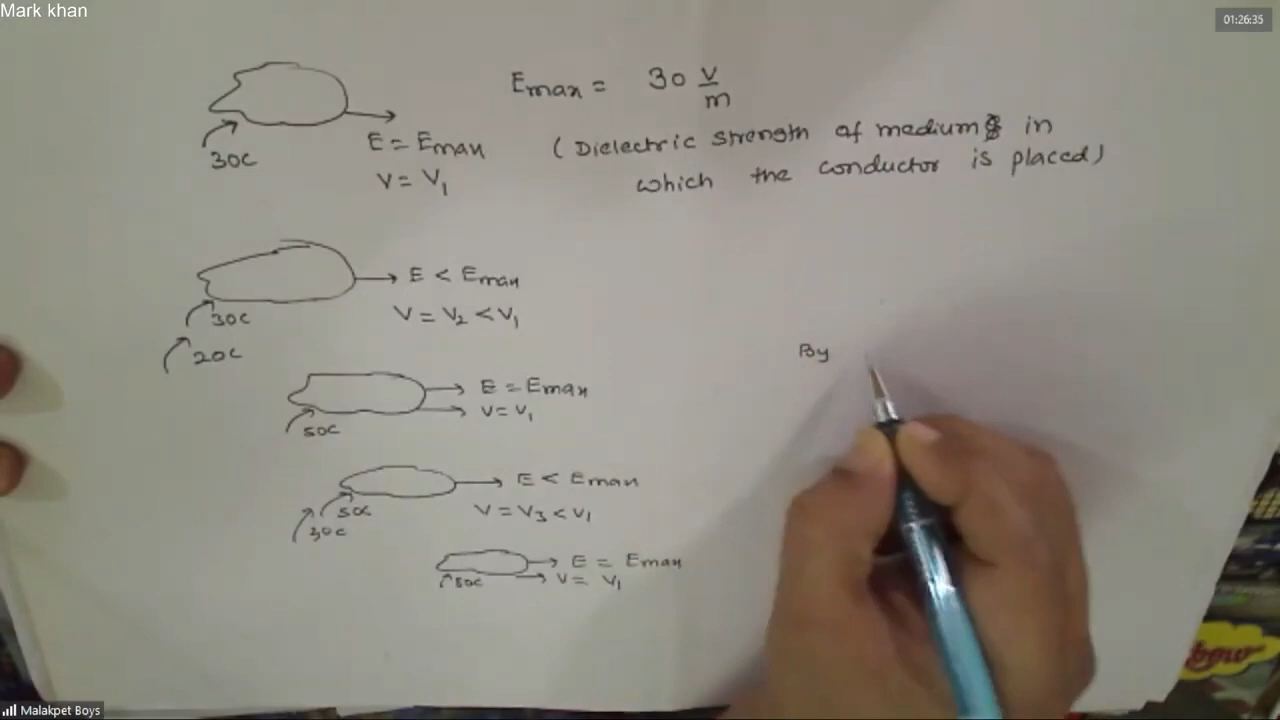 Mark khan
01:26:35
Emax = 30 V/m
(Dielectric strength of medium in
which the conductor is placed)
30C
E = Emax
V = V1
E < Emax
V = V2 < V1
30C
20C
E = Emax
V = V1
50C
E < Emax
V = V3 < V1
50C
30C
E = Emax
V = V1
80C
By
bow
Malakpet Boys